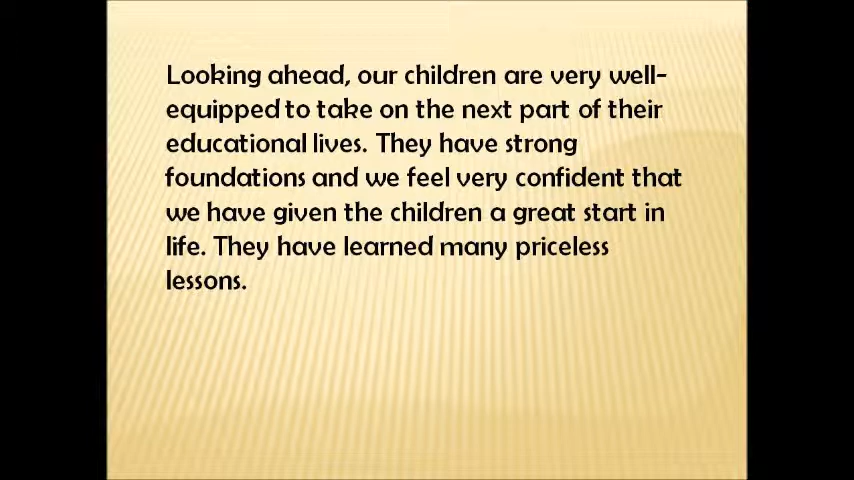 Looking ahead, our children are very well-
equipped to take on the next part of their
educational lives. They have strong
foundations and we feel very confident that
we have given the children a great start in
life. They have learned many priceless
lessons.